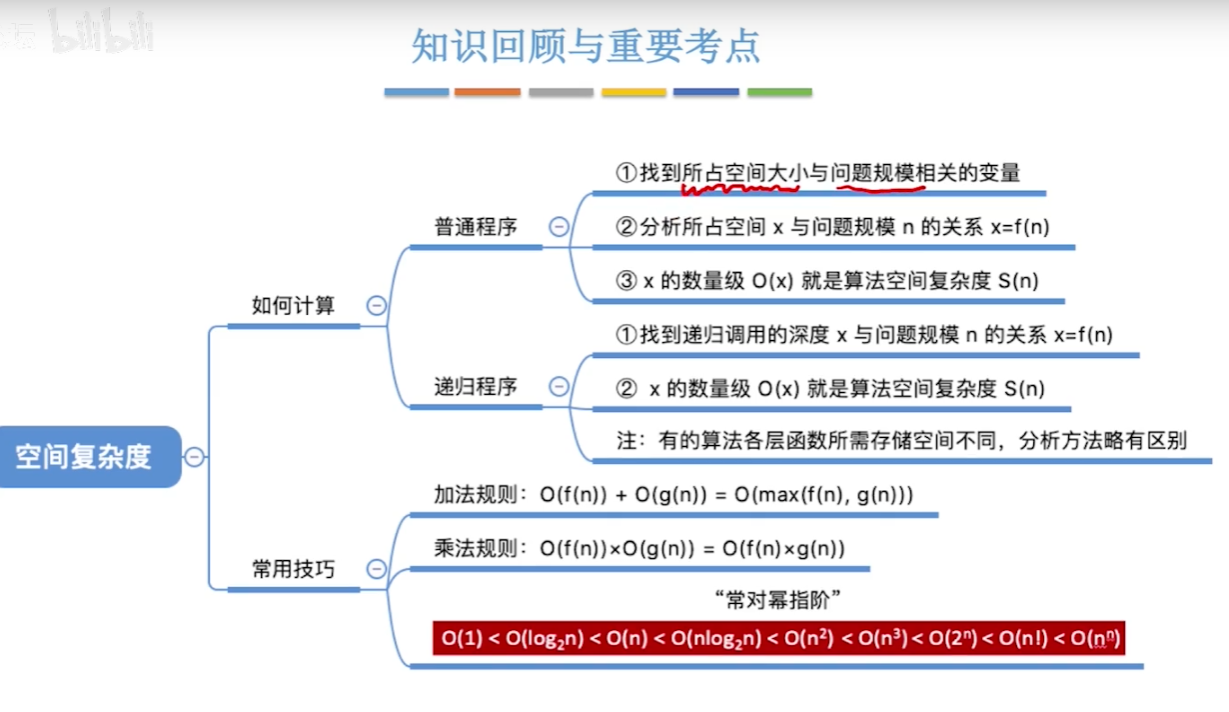 bilibili
知识回顾与重要考点
①找到所占空间大小与问题规模相关的变量
普通程序
②分析所占空间 x 与问题规模 n 的关系 x=f(n)
③ x 的数量级 O(x) 就是算法空间复杂度 S(n)
如何计算
①找到递归调用的深度 x 与问题规模 n 的关系 x=f(n)
递归程序
② x 的数量级 O(x) 就是算法空间复杂度 S(n)
注：有的算法各层函数所需存储空间不同，分析方法略有区别
空间复杂度
加法规则：O(f(n)) + O(g(n)) = O(max(f(n), g(n)))
乘法规则：O(f(n))×O(g(n)) = O(f(n)×g(n))
常用技巧
“常对幂指阶”
O(1) < O(log₂n) < O(n) < O(nlog₂n) < O(n²) < O(n³) < O(2ⁿ) < O(n!) < O(nⁿ)